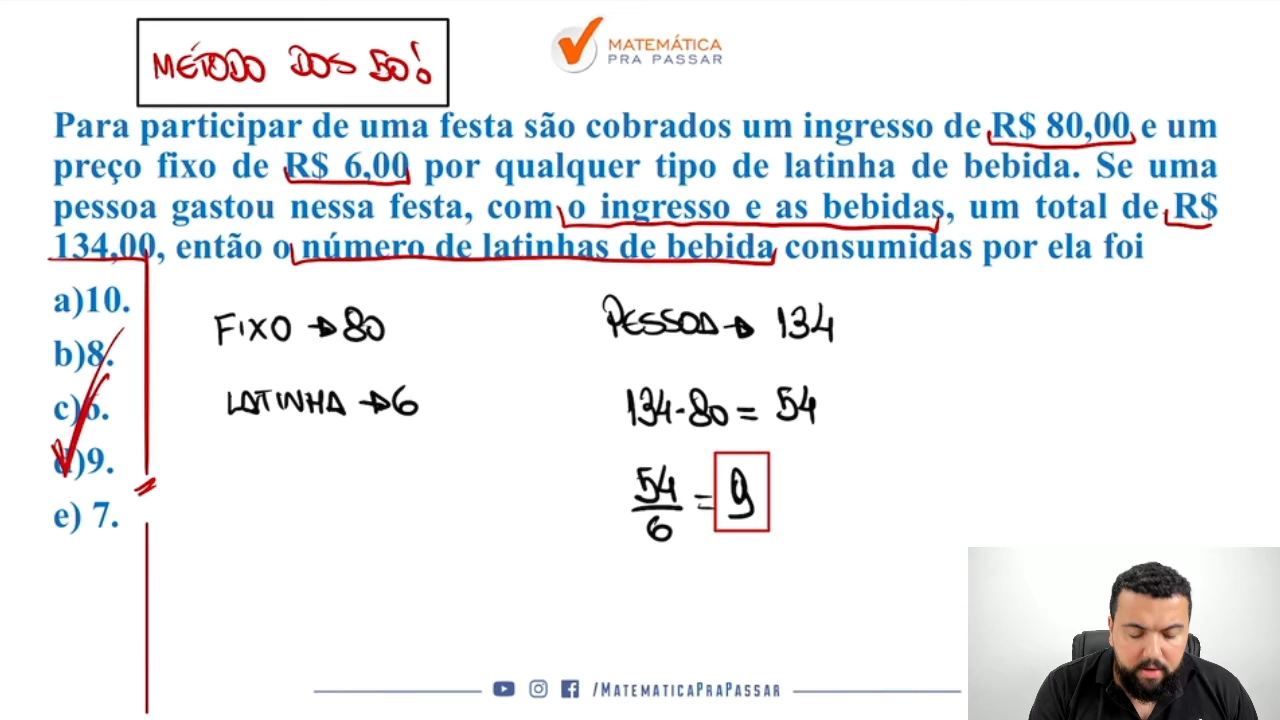 MÉTODO DOS 50!
MATEMÁTICA
PRA PASSAR
Para participar de uma festa são cobrados um ingresso de R$ 80,00 e um
preço fixo de R$ 6,00 por qualquer tipo de latinha de bebida. Se uma
pessoa gastou nessa festa, com o ingresso e as bebidas, um total de R$
134,00, então o número de latinhas de bebida consumidas por ela foi
a)10.
b)8.
c)6.
d)9.
e) 7.
FIXO → 80
LATINHA → 6
PESSOA → 134
134-80 = 54
54
6
= 9
/MATEMATICAPRAPASSAR